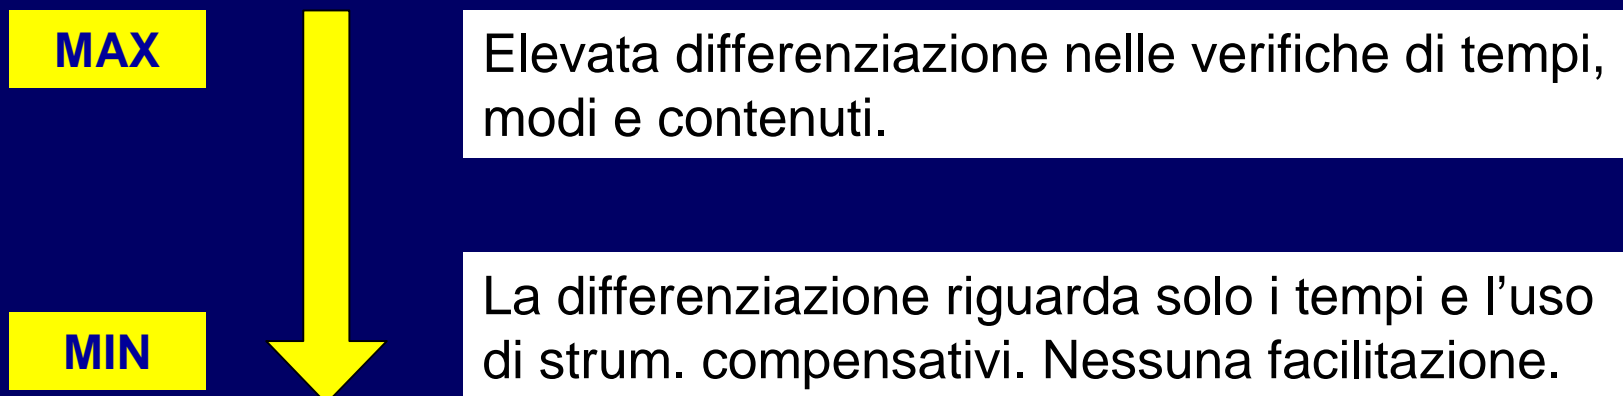 MAX
Elevata differenziazione nelle verifiche di tempi,
modi e contenuti.
MIN
La differenziazione riguarda solo i tempi e l’uso
di strum. compensativi. Nessuna facilitazione.